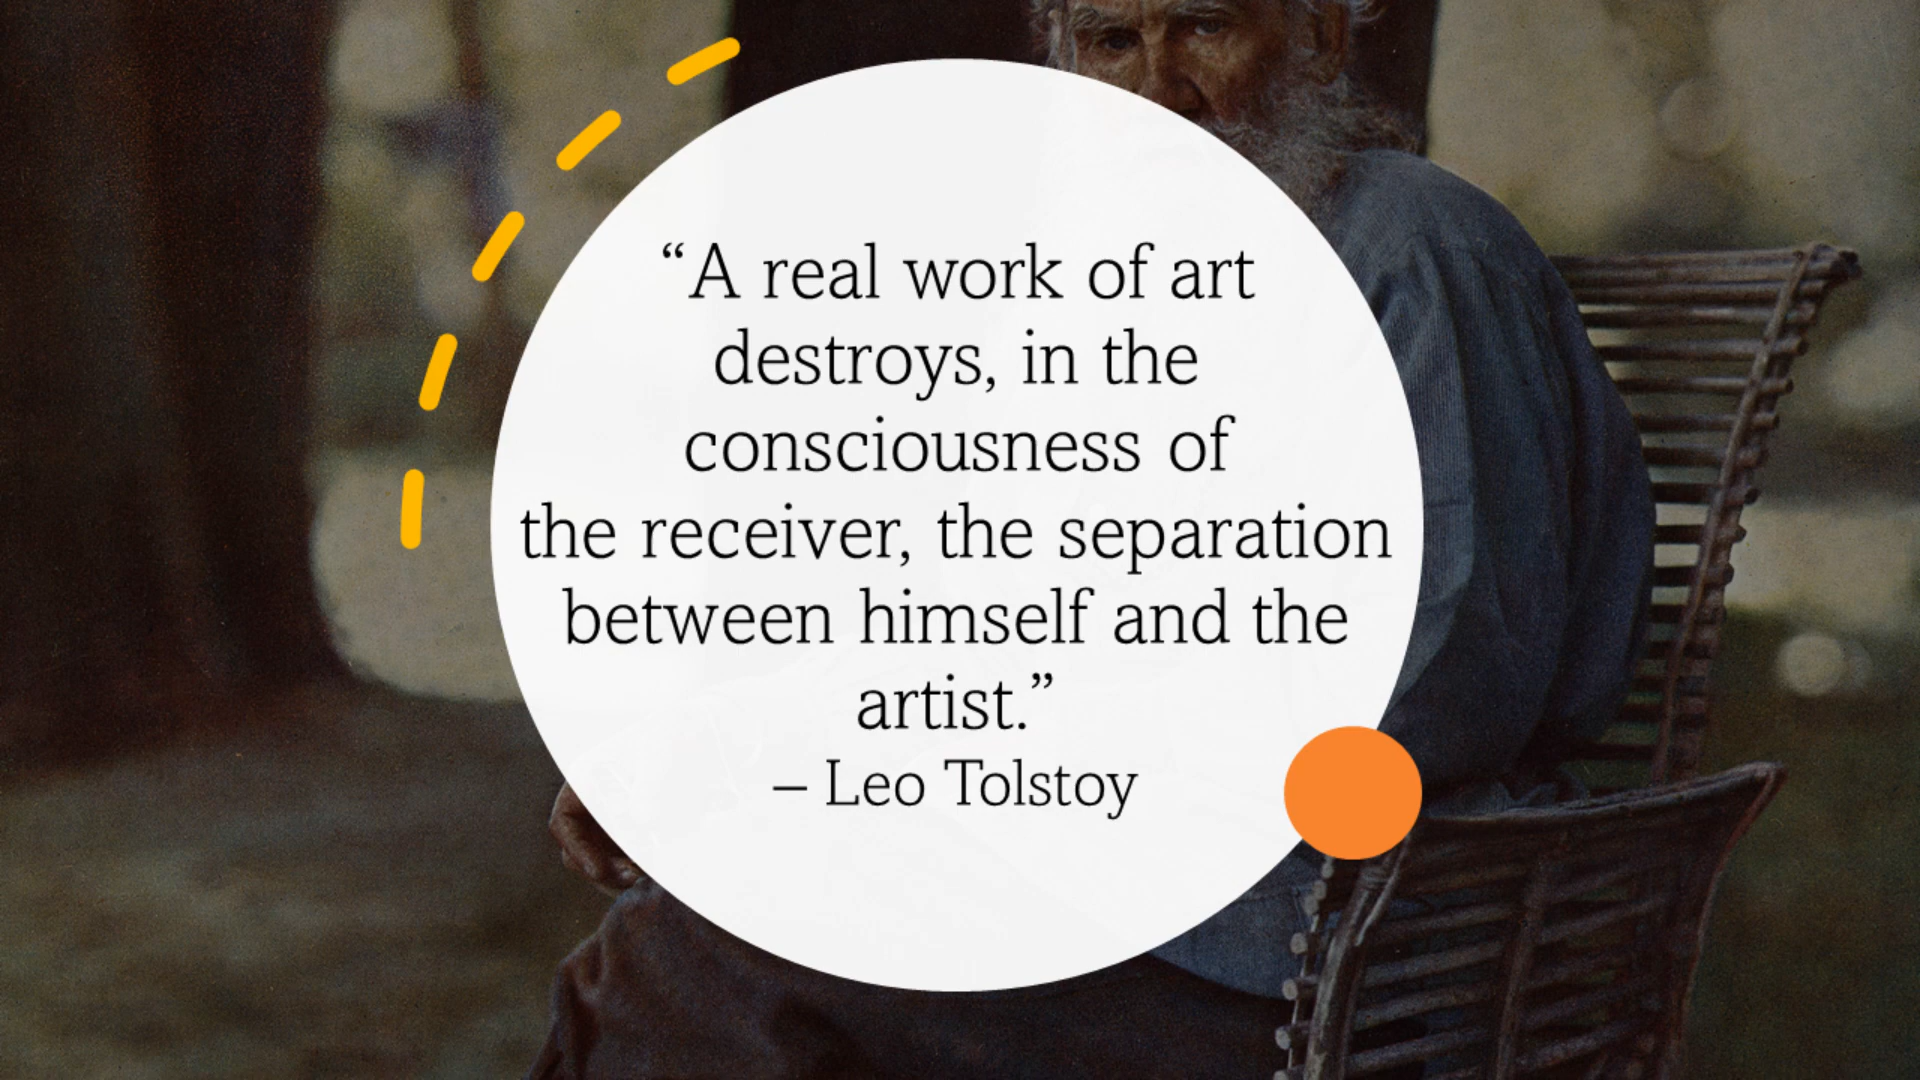 “A real work of art
destroys, in the
consciousness of
the receiver, the separation
between himself and the
artist.”
– Leo Tolstoy